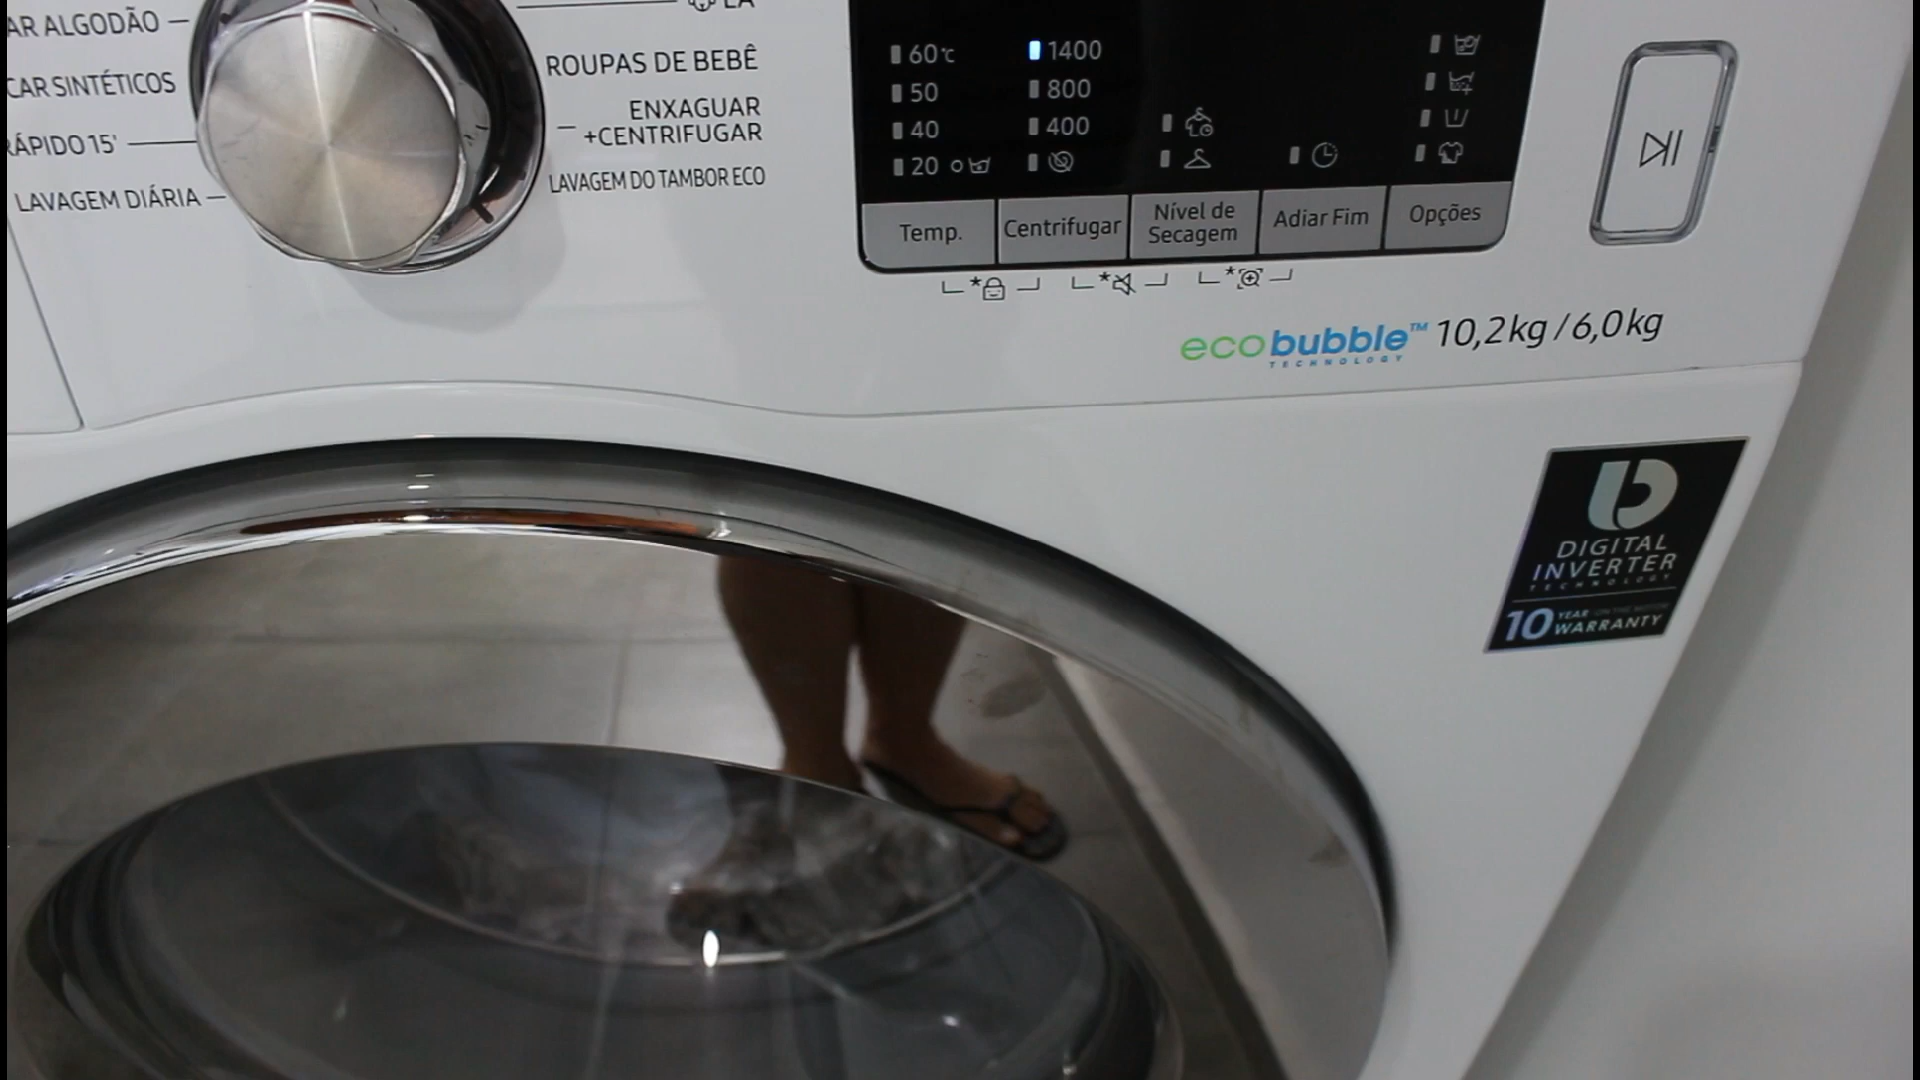 AR ALGODÃO
CAR SINTÉTICOS
RÁPIDO 15'
LAVAGEM DIÁRIA
LÃ
ROUPAS DE BEBÊ
ENXAGUAR
+CENTRIFUGAR
LAVAGEM DO TAMBOR ECO
60℃
50
40
20
1400
800
400
Temp.
Centrifugar
Nível de
Secagem
Adiar Fim
Opções
ecobubble™ 10,2kg/6,0kg
TECHNOLOGY
DIGITAL
INVERTER
TECHNOLOGY
10 YEAR ON THE MOTOR
WARRANTY